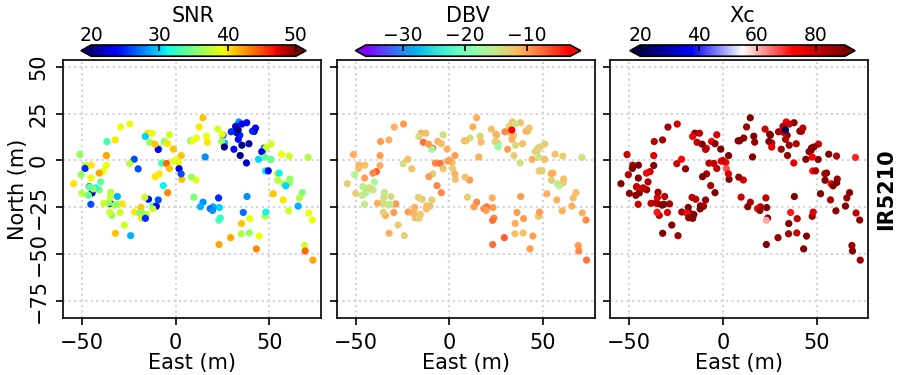 SNR DBV Xc
20 30 40 50 −30 −20 −10 20 40 60 80
50
25
0
−25
−50
−75
North (m)
IR5210
−50 0 50 −50 0 50 −50 0 50
East (m) East (m) East (m)